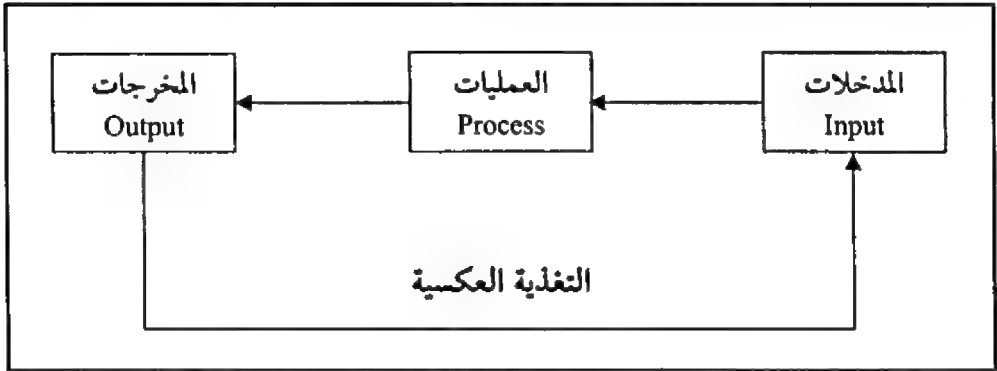 المدخلات
Input
العمليات
Process
المخرجات
Output
التغذية العكسية